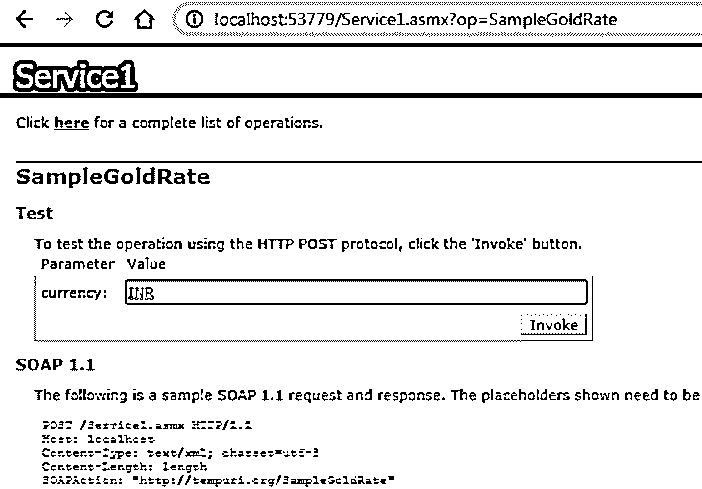 localhost:53779/Service1.asmx?op=SampleGoldRate
Service1
Click here for a complete list of operations.
SampleGoldRate
Test
To test the operation using the HTTP POST protocol, click the 'Invoke' button.
Parameter Value
currency: INR
Invoke
SOAP 1.1
The following is a sample SOAP 1.1 request and response. The placeholders shown need to be
POST /Service1.asmx HTTP/1.1
Host: localhost
Content-Type: text/xml; charset=utf-8
Content-Length: length
SOAPAction: "http://tempuri.org/SampleGoldRate"